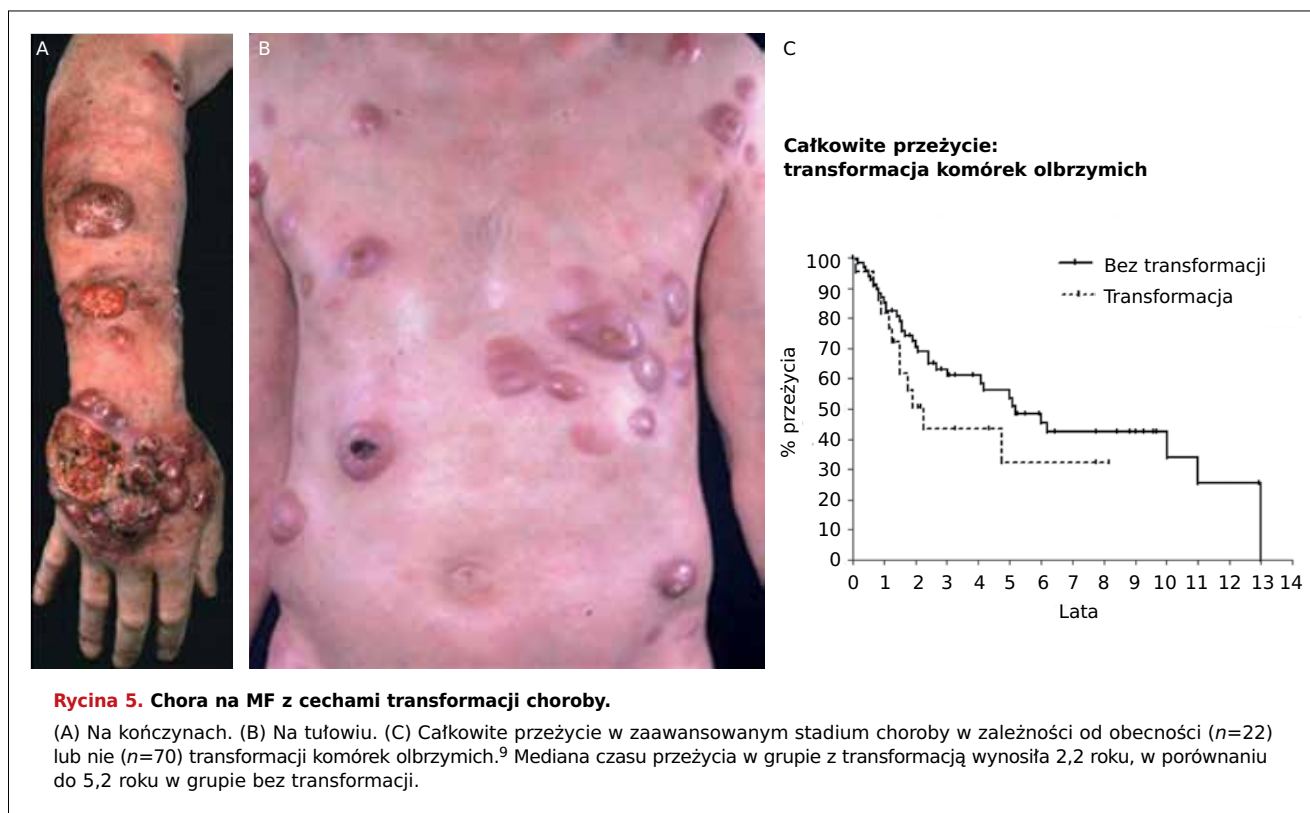 A
B
C
Całkowite przeżycie:
transformacja komórek olbrzymich
100
90
80
70
60
50
40
30
20
10
0
% przeżycia
Bez transformacji
Transformacja
0 1 2 3 4 5 6 7 8 9 10 11 12 13 14
Lata
Rycina 5. Chora na MF z cechami transformacji choroby.
(A) Na kończynach. (B) Na tułowiu. (C) Całkowite przeżycie w zaawansowanym stadium choroby w zależności od obecności (n=22)
lub nie (n=70) transformacji komórek olbrzymich.⁹ Mediana czasu przeżycia w grupie z transformacją wynosiła 2,2 roku, w porównaniu
do 5,2 roku w grupie bez transformacji.